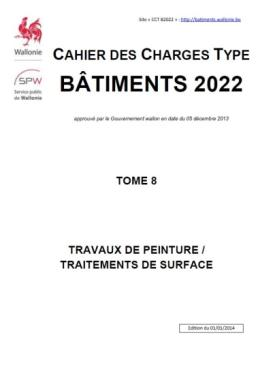 Site « CCT B2022 » : http://batiments.wallonie.be
Wallonie
CAHIER DES CHARGES TYPE
BÂTIMENTS 2022
SPW
Service public
de Wallonie
approuvé par le Gouvernement wallon en date du 05 décembre 2013
TOME 8
TRAVAUX DE PEINTURE /
TRAITEMENTS DE SURFACE
Edition du 01/01/2014